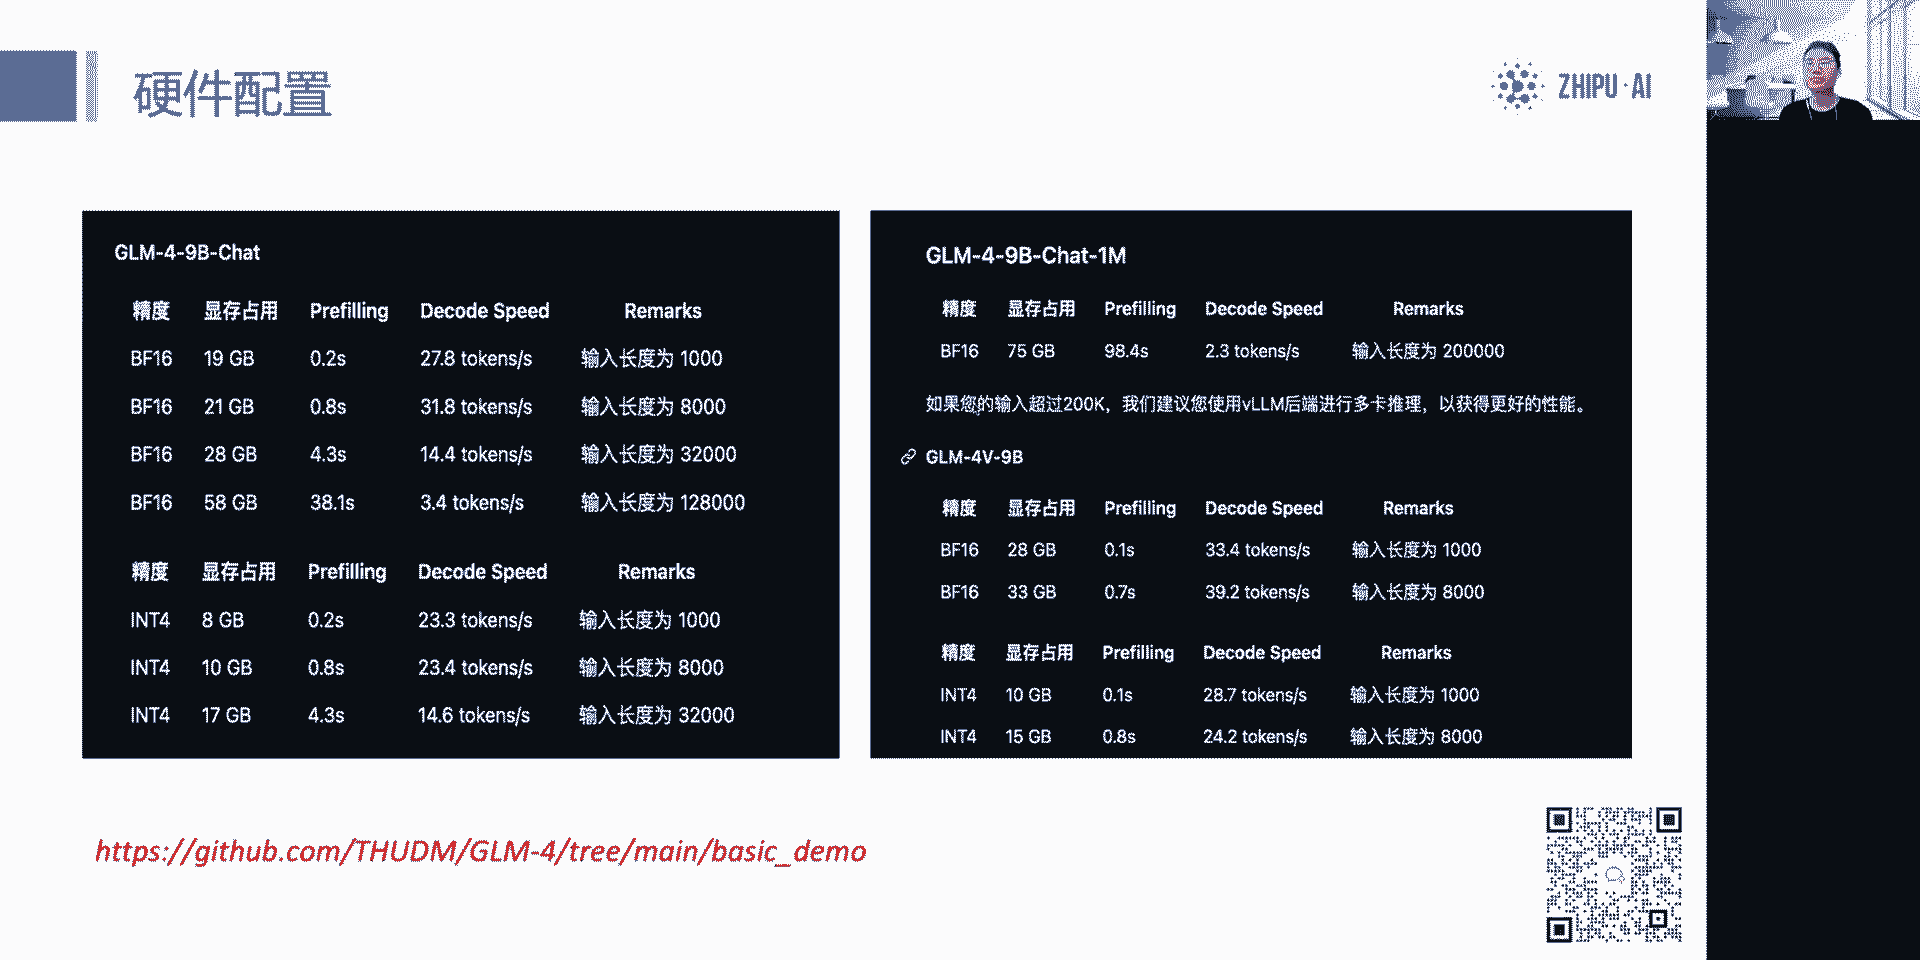 硬件配置
ZHIPU·AI
GLM-4-9B-Chat
精度 显存占用 Prefilling Decode Speed Remarks
BF16 19 GB 0.2s 27.8 tokens/s 输入长度为 1000
BF16 21 GB 0.8s 31.8 tokens/s 输入长度为 8000
BF16 28 GB 4.3s 14.4 tokens/s 输入长度为 32000
BF16 58 GB 38.1s 3.4 tokens/s 输入长度为 128000
精度 显存占用 Prefilling Decode Speed Remarks
INT4 8 GB 0.2s 23.3 tokens/s 输入长度为 1000
INT4 10 GB 0.8s 23.4 tokens/s 输入长度为 8000
INT4 17 GB 4.3s 14.6 tokens/s 输入长度为 32000
GLM-4-9B-Chat-1M
精度 显存占用 Prefilling Decode Speed Remarks
BF16 75 GB 98.4s 2.3 tokens/s 输入长度为 200000
如果您的输入超过200K，我们建议您使用vLLM后端进行多卡推理，以获得更好的性能。
GLM-4V-9B
精度 显存占用 Prefilling Decode Speed Remarks
BF16 28 GB 0.1s 33.4 tokens/s 输入长度为 1000
BF16 33 GB 0.7s 39.2 tokens/s 输入长度为 8000
精度 显存占用 Prefilling Decode Speed Remarks
INT4 10 GB 0.1s 28.7 tokens/s 输入长度为 1000
INT4 15 GB 0.8s 24.2 tokens/s 输入长度为 8000
https://github.com/THUDM/GLM-4/tree/main/basic_demo